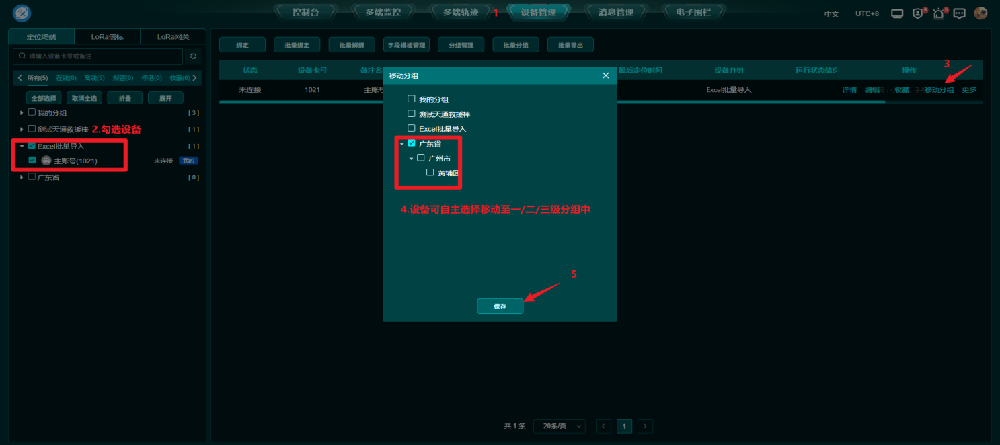 控制台
多端监控
多端轨迹
1
设备管理
消息管理
电子围栏
中文
UTC+8
4
5
定位终端
LoRa信标
LoRa网关
请输入设备卡号或备注
所有(5) 在线(0) 离线(5) 报警(0) 停港(0) 收藏(0)
全部选择 取消全选 折叠 展开
我的分组 [ 3 ]
测试天通救援棒 [ 1 ]
2.勾选设备
Excel批量导入 [ 1 ]
主账号(1021) 未连接 我的
广东省 [ 0 ]
绑定 批量绑定 批量解绑 字段模板管理 分组管理 批量分组 批量导出
状态 设备卡号 备注名 最后定位时间 设备分组 运行状态信息 操作
3
未连接 1021 主账号 Excel批量导入 详情 编辑 收藏 移动分组 更多
移动分组
我的分组
测试天通救援棒
Excel批量导入
广东省
广州市
黄埔区
4.设备可自主选择移动至一/二/三级分组中
5
保存
共 1 条 20条/页 1